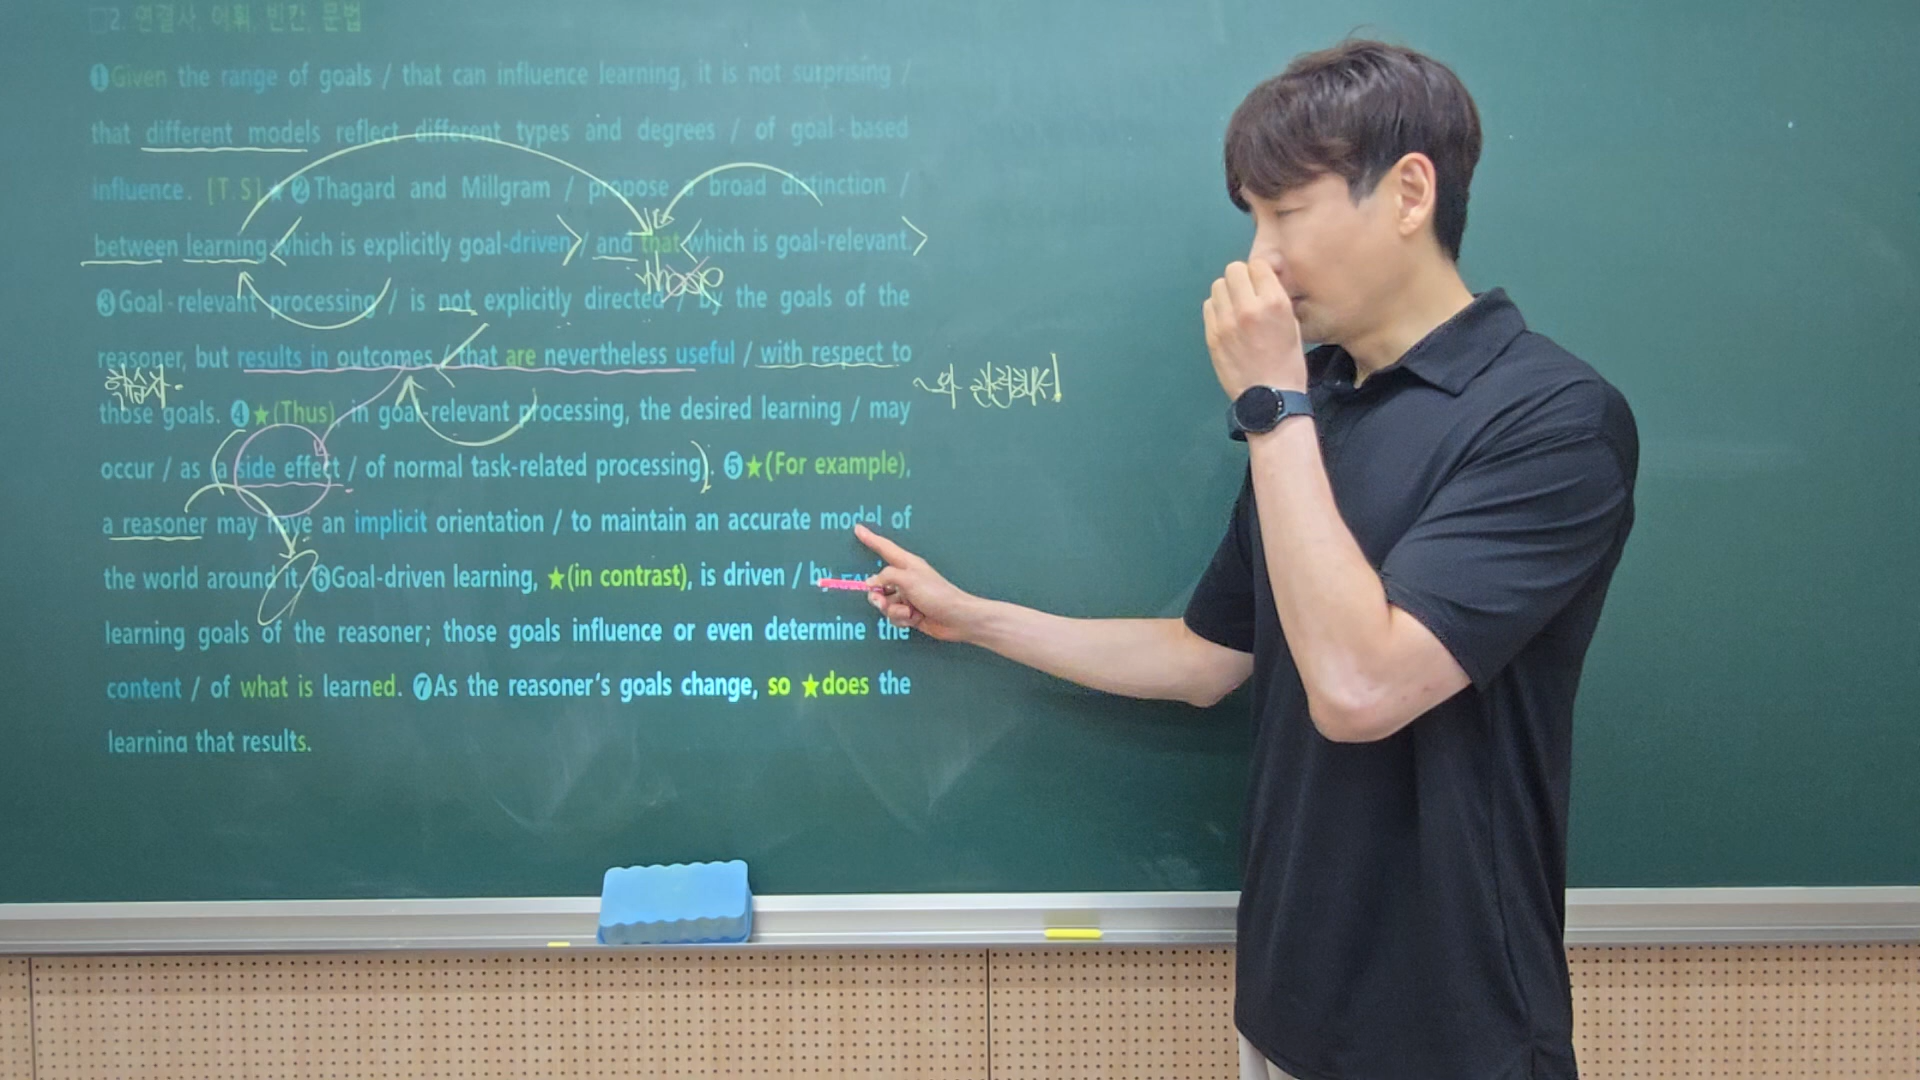 □2. 연결사, 어휘, 빈칸, 문법
❶Given the range of goals / that can influence learning, it is not surprising /
that different models reflect different types and degrees / of goal-based
influence. [T.S]★ ❷Thagard and Millgram / propose a broad distinction /
between learning <which is explicitly goal-driven> / and that <which is goal-relevant.>
those
❸Goal-relevant processing / is not explicitly directed / by the goals of the
reasoner, but results in outcomes / that are nevertheless useful / with respect to
학습자. ~와 관련해서
those goals. ❹★(Thus), in goal-relevant processing, the desired learning / may
occur / as (a side effect / of normal task-related processing). ❺★(For example),
a reasoner may have an implicit orientation / to maintain an accurate model of
the world around it. ❻Goal-driven learning, ★(in contrast), is driven / by
learning goals of the reasoner; those goals influence or even determine the
content / of what is learned. ❼As the reasoner's goals change, so ★does the
learning that results.